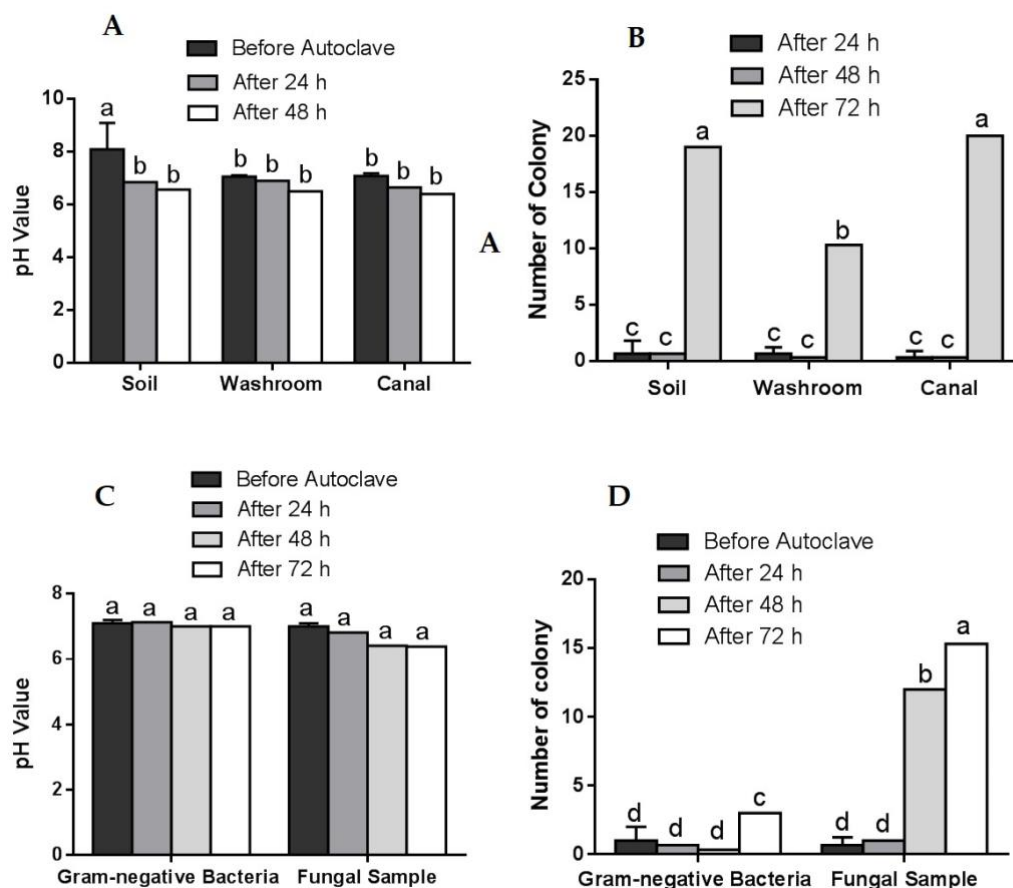 A
Before Autoclave
After 24 h
After 48 h
pH Value
10
8
6
4
2
0
a
b
b
b
b
b
b
b
b
Soil
Washroom
Canal
A
B
After 24 h
After 48 h
After 72 h
Number of Colony
25
20
15
10
5
0
c
c
a
c
c
b
c
c
a
Soil
Washroom
Canal
C
Before Autoclave
After 24 h
After 48 h
After 72 h
pH Value
8
6
4
2
0
a
a
a
a
a
a
a
a
Gram-negative Bacteria
Fungal Sample
D
Before Autoclave
After 24 h
After 48 h
After 72 h
Number of colony
20
15
10
5
0
d
d
d
c
d
d
b
a
Gram-negative Bacteria
Fungal Sample